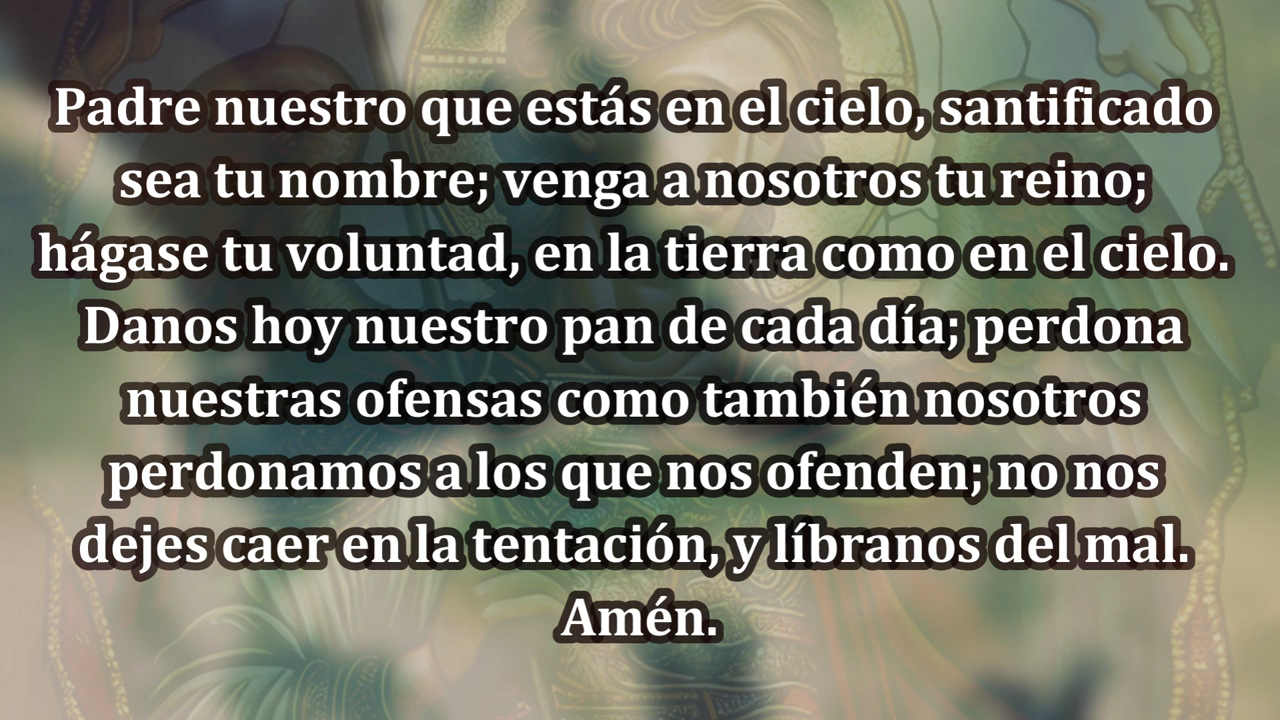 Padre nuestro que estás en el cielo, santificado
sea tu nombre; venga a nosotros tu reino;
hágase tu voluntad, en la tierra como en el cielo.
Danos hoy nuestro pan de cada día; perdona
nuestras ofensas como también nosotros
perdonamos a los que nos ofenden; no nos
dejes caer en la tentación, y líbranos del mal.
Amén.